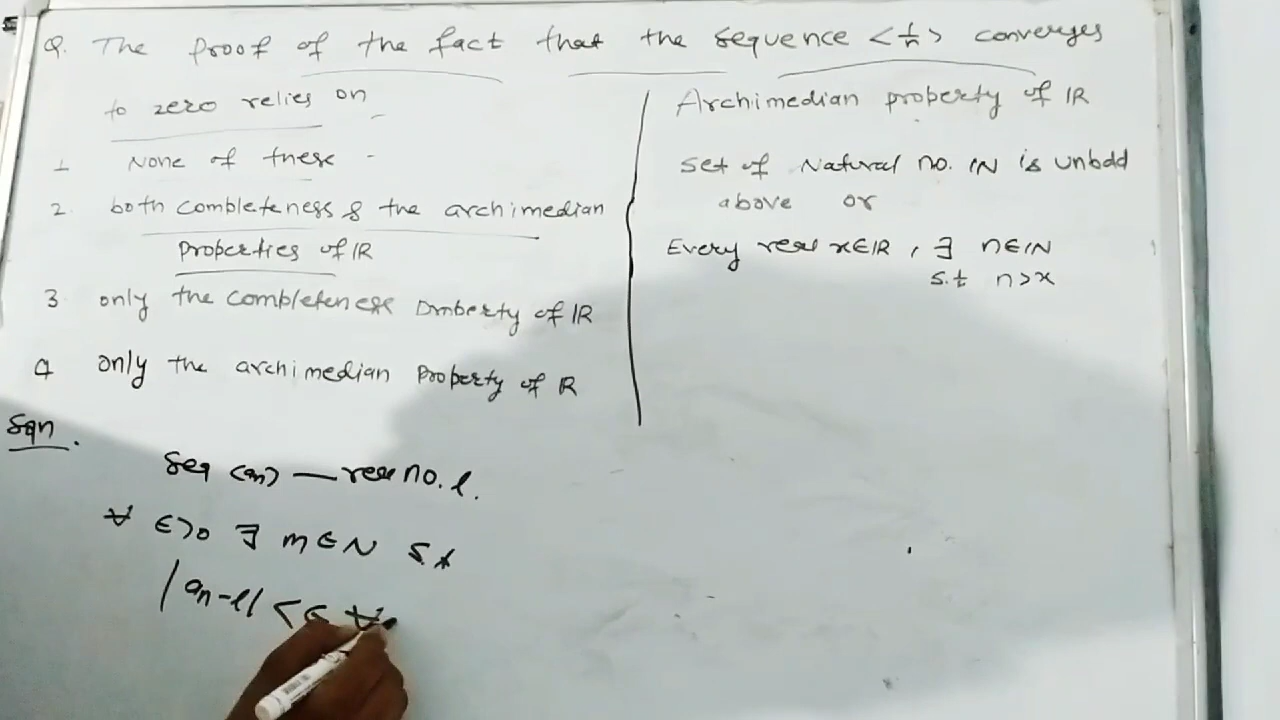 Q. The Proof of the fact that the sequence <1/n> converges
to zero relies on
1 None of these
2. both completeness & the archimedian
Properties of IR
3 only the completeness Property of IR
4 only the archimedian Property of R
Sqn.
Seq <an> — real no. l.
∀ ϵ>0 ∃ m ∈ N s.t
|an-l| < ϵ ∀
Archimedian property of IR
set of Natural no. IN is unbdd
above or
Every real x∈IR, ∃ n∈IN
s.t n>x